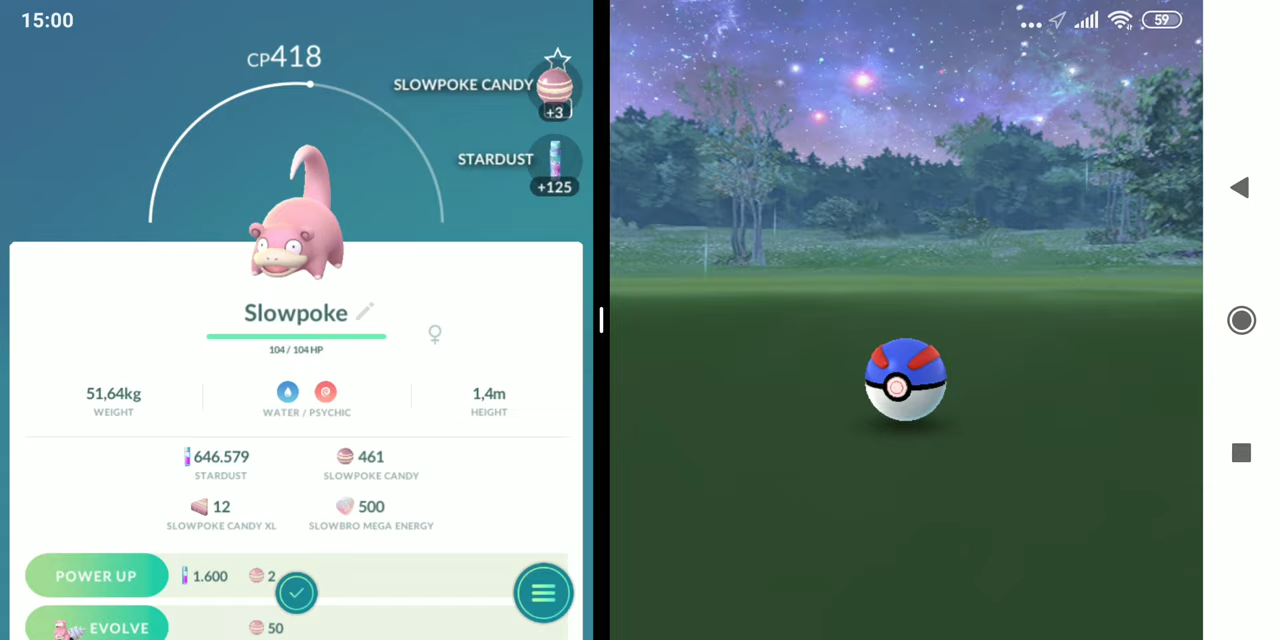 15:00
CP418
SLOWPOKE CANDY
+3
STARDUST
+125
59
Slowpoke
104 / 104 HP
51,64kg
WEIGHT
WATER / PSYCHIC
1,4m
HEIGHT
646.579
STARDUST
461
SLOWPOKE CANDY
12
SLOWPOKE CANDY XL
500
SLOWBRO MEGA ENERGY
POWER UP
1.600
2
EVOLVE
50